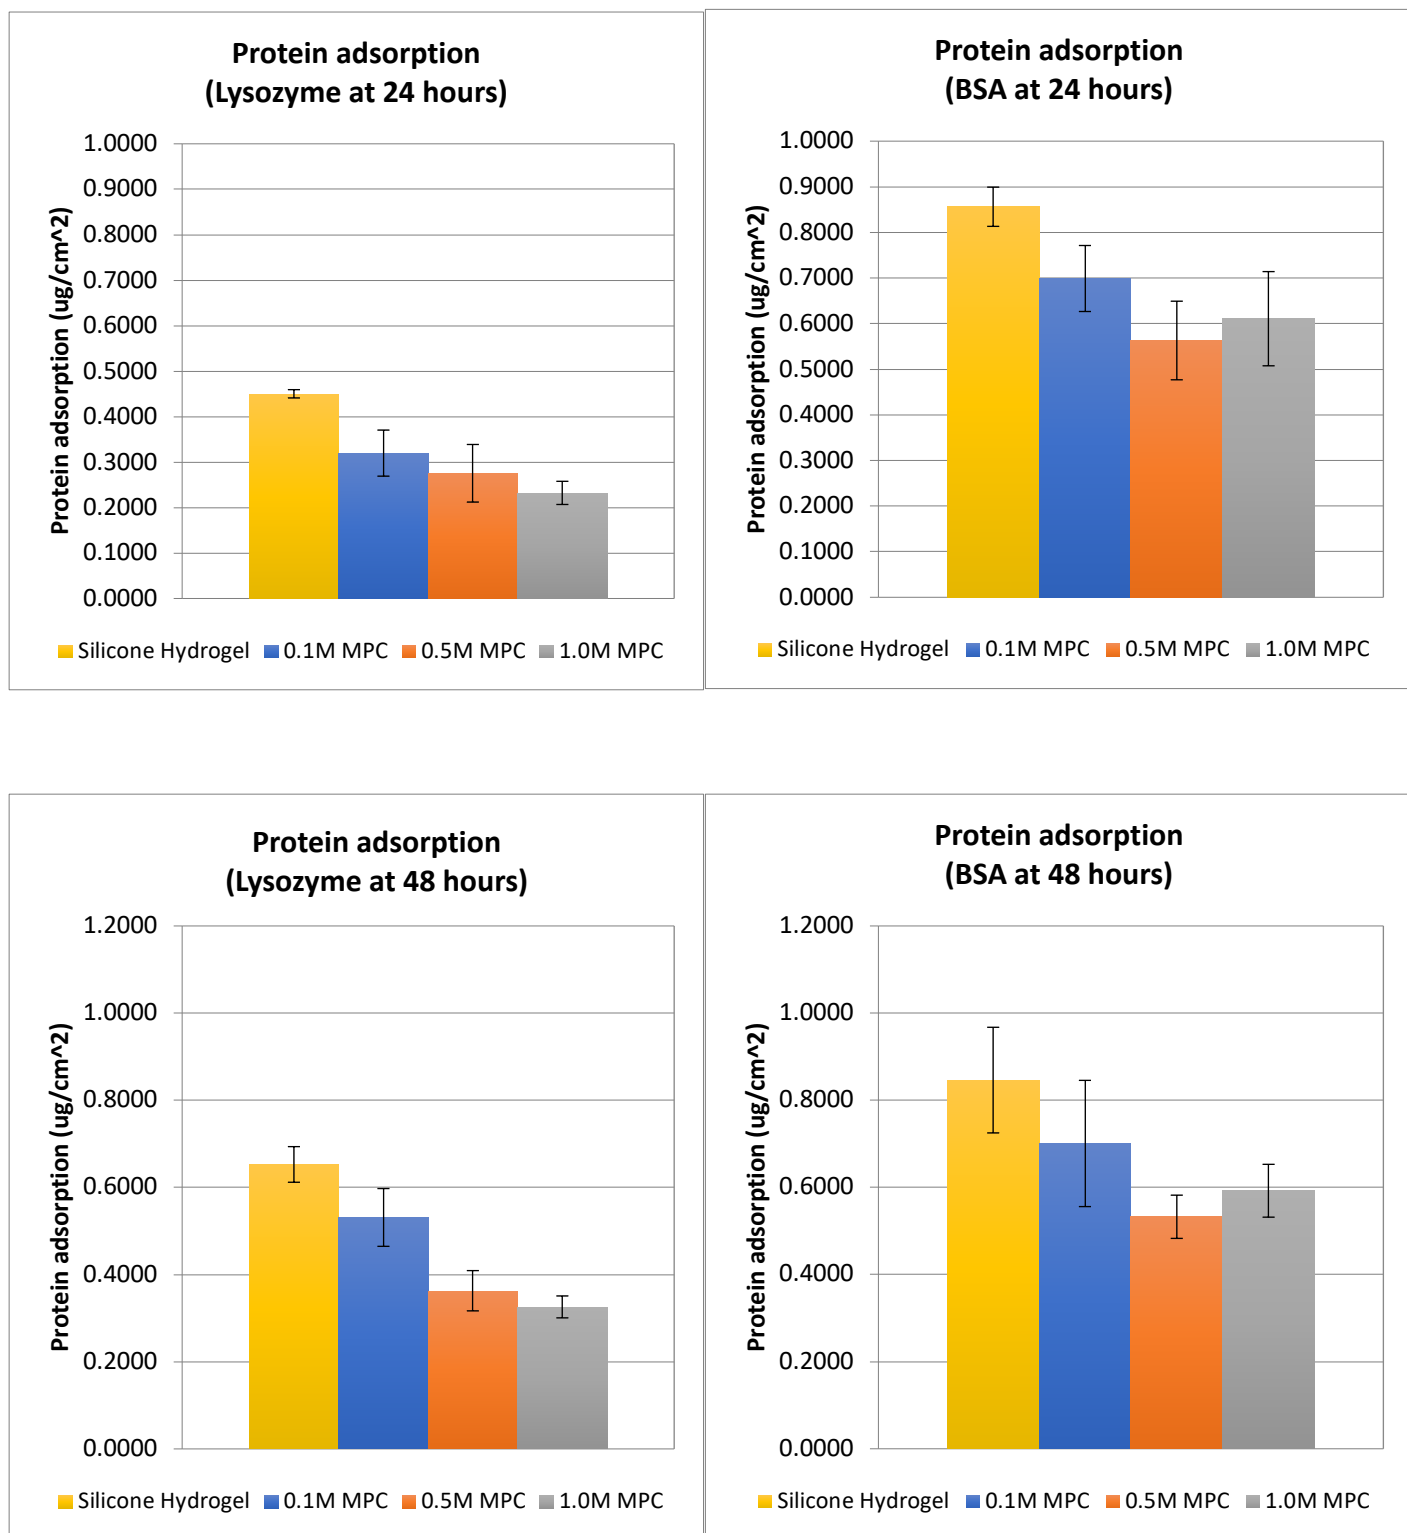 Protein adsorption
(Lysozyme at 24 hours)
Protein adsorption (ug/cm^2)
1.0000
0.9000
0.8000
0.7000
0.6000
0.5000
0.4000
0.3000
0.2000
0.1000
0.0000
Silicone Hydrogel 0.1M MPC 0.5M MPC 1.0M MPC
Protein adsorption
(BSA at 24 hours)
Protein adsorption (ug/cm^2)
1.0000
0.9000
0.8000
0.7000
0.6000
0.5000
0.4000
0.3000
0.2000
0.1000
0.0000
Silicone Hydrogel 0.1M MPC 0.5M MPC 1.0M MPC
Protein adsorption
(Lysozyme at 48 hours)
Protein adsorption (ug/cm^2)
1.2000
1.0000
0.8000
0.6000
0.4000
0.2000
0.0000
Silicone Hydrogel 0.1M MPC 0.5M MPC 1.0M MPC
Protein adsorption
(BSA at 48 hours)
Protein adsorption (ug/cm^2)
1.2000
1.0000
0.8000
0.6000
0.4000
0.2000
0.0000
Silicone Hydrogel 0.1M MPC 0.5M MPC 1.0M MPC